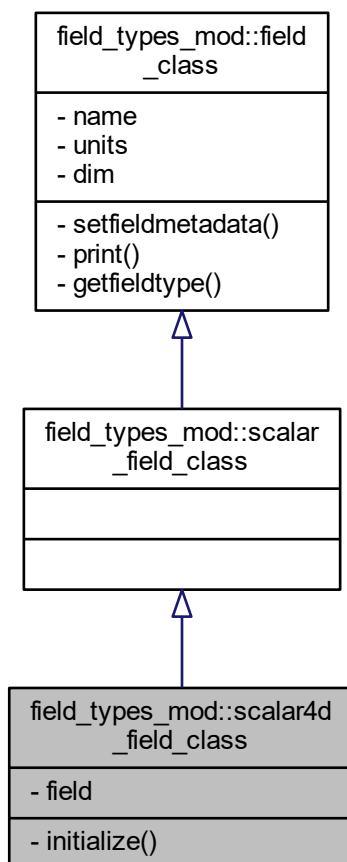 field_types_mod::field
_class
- name
- units
- dim
- setfieldmetadata()
- print()
- getfieldtype()
field_types_mod::scalar
_field_class
field_types_mod::scalar4d
_field_class
- field
- initialize()